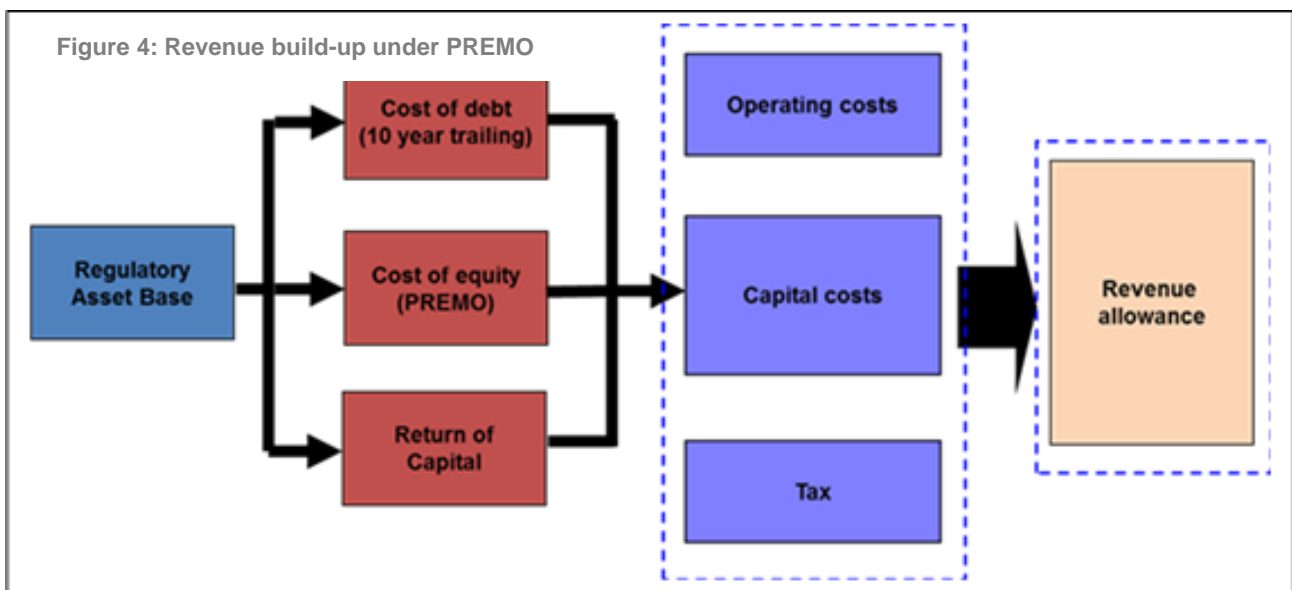 Figure 4: Revenue build-up under PREMO
Regulatory
Asset Base
Cost of debt
(10 year trailing)
Cost of equity
(PREMO)
Return of
Capital
Operating costs
Capital costs
Tax
Revenue
allowance